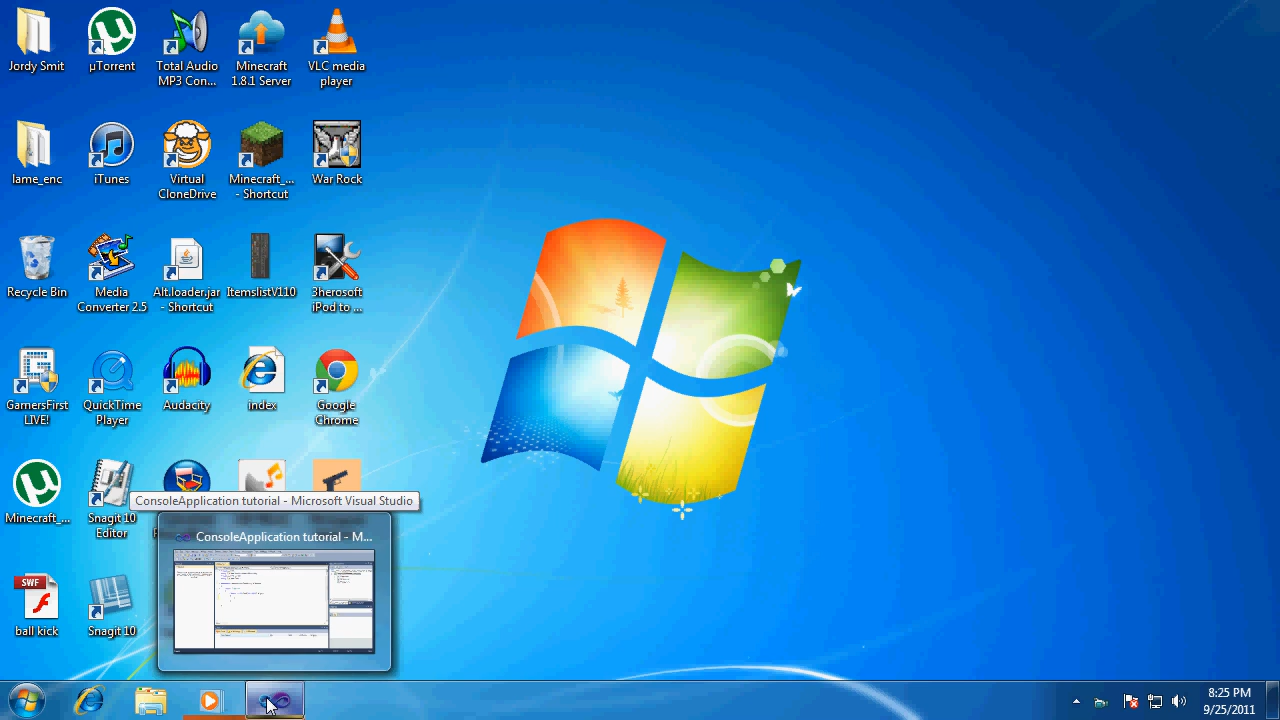 Jordy Smit
µTorrent
Total Audio
MP3 Con...
Minecraft
1.8.1 Server
VLC media
player
lame_enc
iTunes
Virtual
CloneDrive
Minecraft_...
- Shortcut
War Rock
Recycle Bin
Media
Converter 2.5
Alt.loader.jar
- Shortcut
ItemslistV110
3herosoft
iPod to ...
GamersFirst
LIVE!
QuickTime
Player
Audacity
index
Google
Chrome
Minecraft_...
Snagit 10
Editor
ConsoleApplication tutorial - Microsoft Visual Studio
ConsoleApplication tutorial - M...
SWF
ball kick
Snagit 10
8:25 PM
9/25/2011